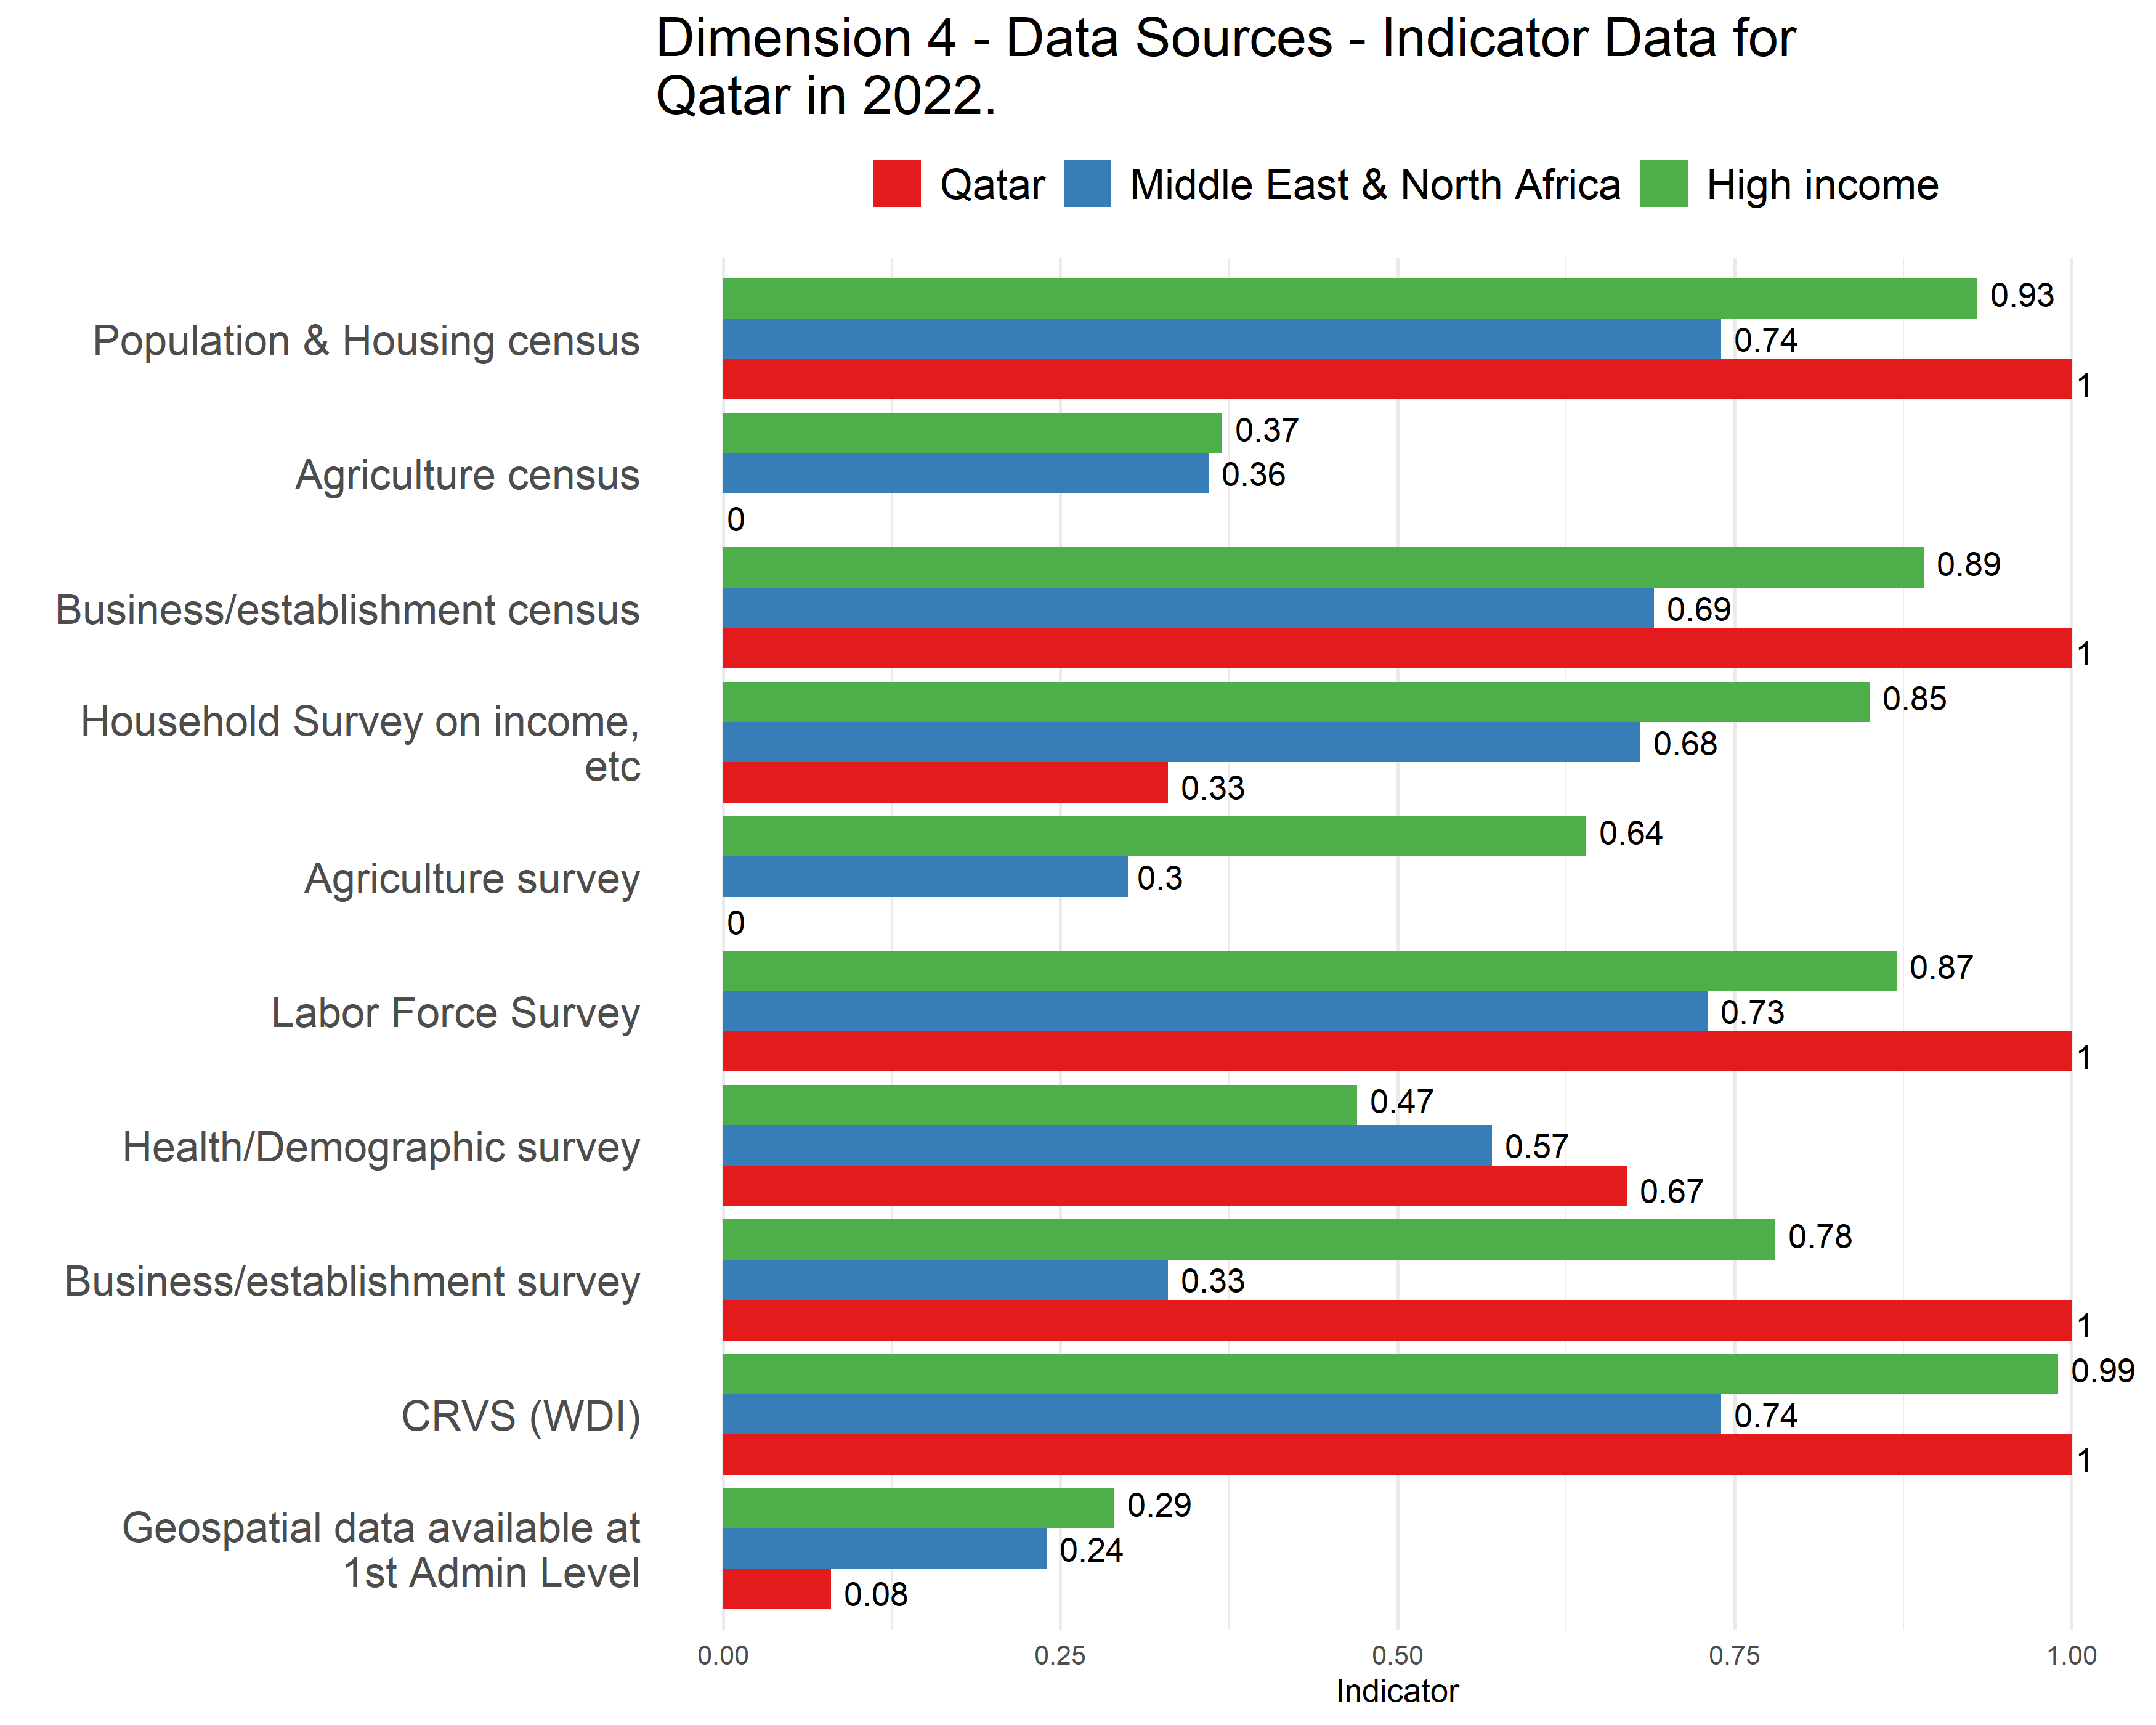 Dimension 4 - Data Sources - Indicator Data for
Qatar in 2022.
Qatar Middle East & North Africa High income
Population & Housing census
0.93
0.74
1
Agriculture census
0.37
0.36
0
Business/establishment census
0.89
0.69
1
Household Survey on income,
etc
0.85
0.68
0.33
Agriculture survey
0.64
0.3
0
Labor Force Survey
0.87
0.73
1
Health/Demographic survey
0.47
0.57
0.67
Business/establishment survey
0.78
0.33
1
CRVS (WDI)
0.99
0.74
1
Geospatial data available at
1st Admin Level
0.29
0.24
0.08
0.00 0.25 0.50 0.75 1.00
Indicator